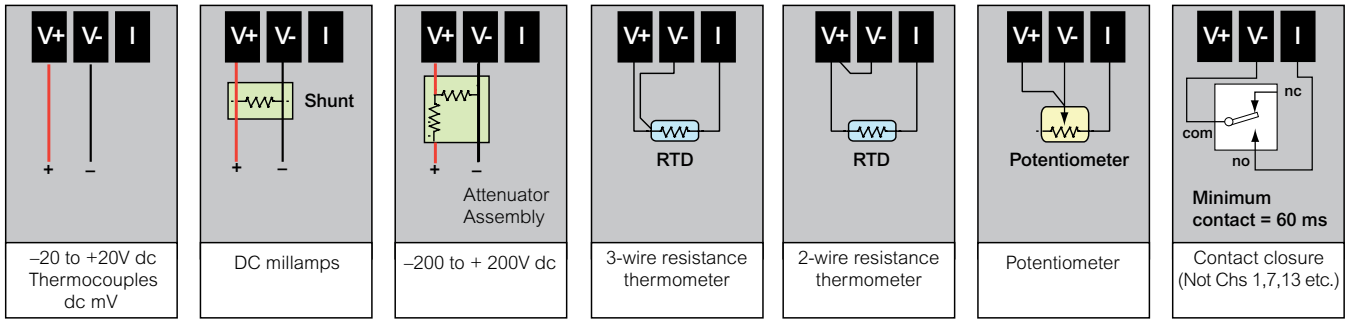 V+ V- I
+ –
–20 to +20V dc
Thermocouples
dc mV
V+ V- I
Shunt
+ –
DC millamps
V+ V- I
+ –
Attenuator
Assembly
–200 to + 200V dc
V+ V- I
RTD
3-wire resistance
thermometer
V+ V- I
RTD
2-wire resistance
thermometer
V+ V- I
Potentiometer
Potentiometer
V+ V- I
nc
com
no
Minimum
contact = 60 ms
Contact closure
(Not Chs 1,7,13 etc.)